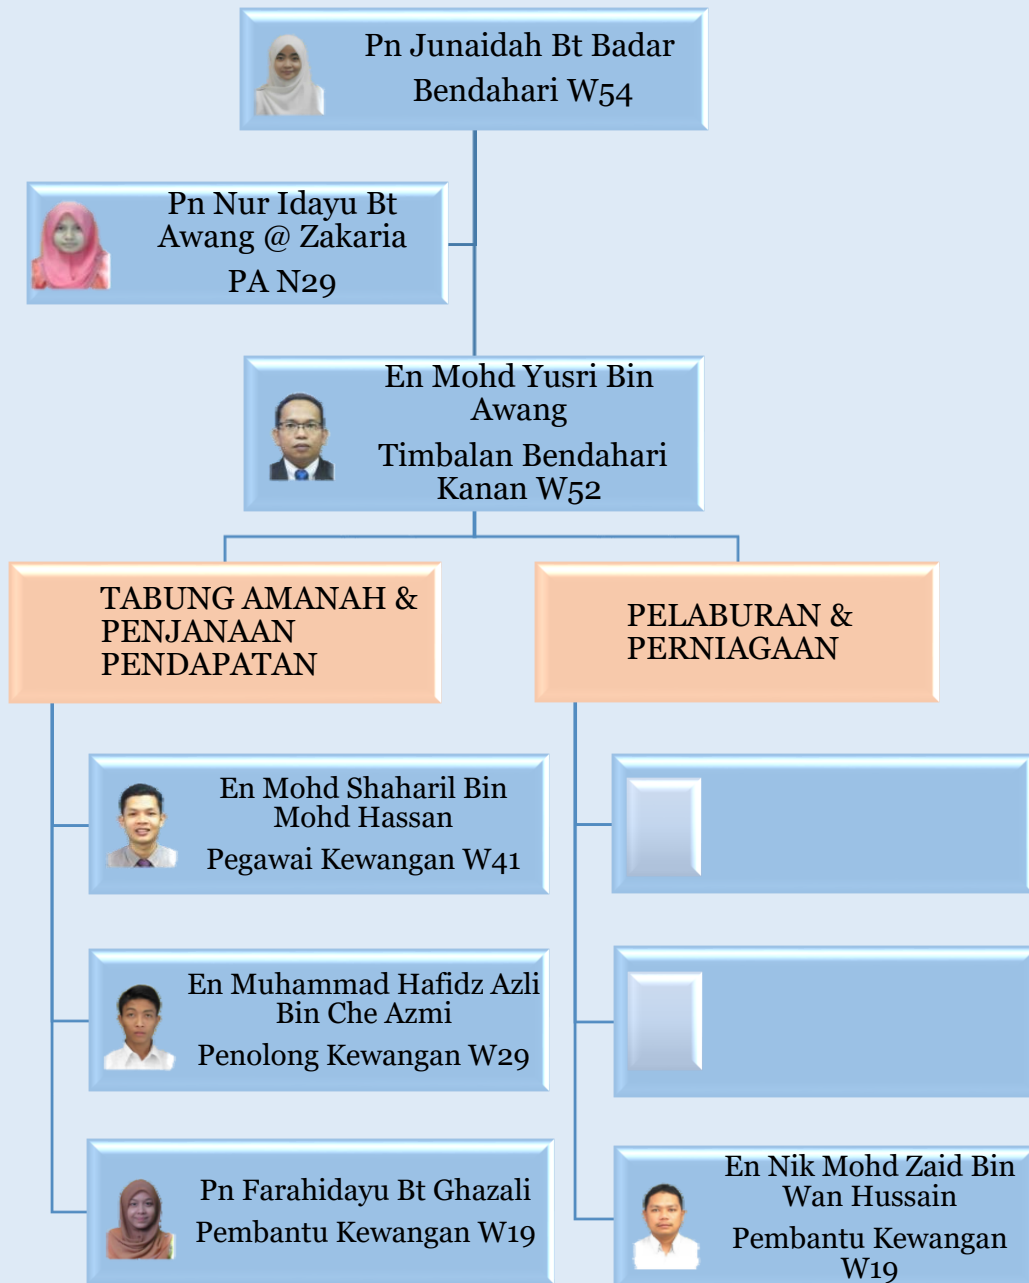 Pn Junaidah Bt Badar
Bendahari W54
Pn Nur Idayu Bt
Awang @ Zakaria
PA N29
En Mohd Yusri Bin
Awang
Timbalan Bendahari
Kanan W52
TABUNG AMANAH &
PENJANAAN
PENDAPATAN
En Mohd Shaharil Bin
Mohd Hassan
Pegawai Kewangan W41
En Muhammad Hafidz Azli
Bin Che Azmi
Penolong Kewangan W29
Pn Farahidayu Bt Ghazali
Pembantu Kewangan W19
PELABURAN &
PERNIAGAAN
En Nik Mohd Zaid Bin
Wan Hussain
Pembantu Kewangan
W19